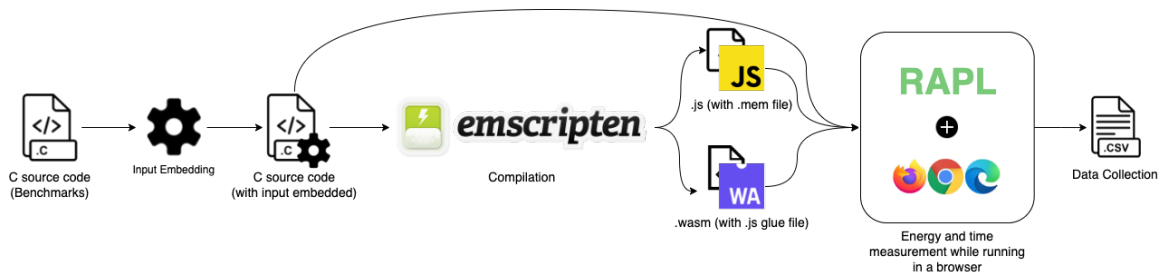 .C
C source code
(Benchmarks)
Input Embedding
.C
C source code
(with input embedded)
emscripten
Compilation
JS
.js (with .mem file)
WA
.wasm (with .js glue file)
RAPL
+
Energy and time
measurement while running
in a browser
.CSV
Data Collection